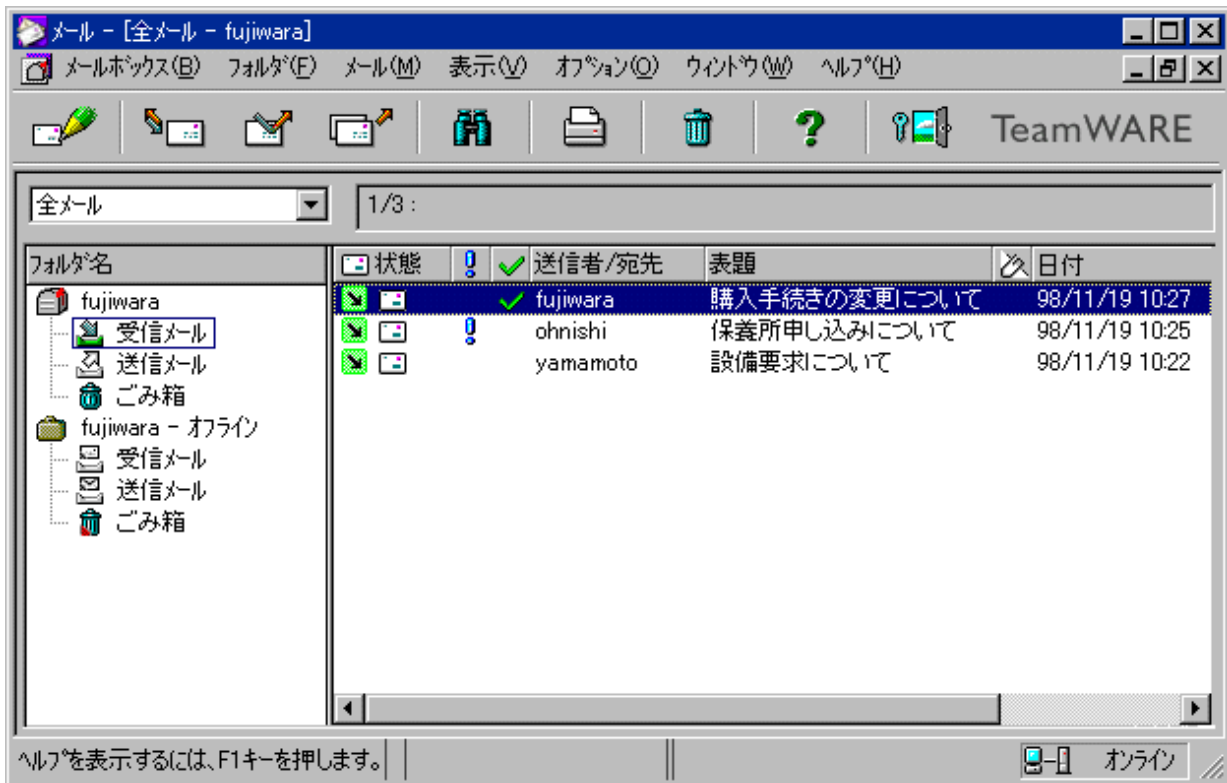 メール - [全メール - fujiwara]
メールボックス(B) フォルダ(F) メール(M) 表示(V) オプション(O) ウィンドウ(W) ヘルプ(H)
TeamWARE
全メール 1/3 :
フォルダ名 状態 送信者/宛先 表題 日付
fujiwara
受信メール
送信メール
ごみ箱
fujiwara - オフライン
受信メール
送信メール
ごみ箱
fujiwara 購入手続きの変更について 98/11/19 10:27
ohnishi 保養所申し込みについて 98/11/19 10:25
yamamoto 設備要求について 98/11/19 10:22
ヘルプを表示するには、F1キーを押します。 オンライン